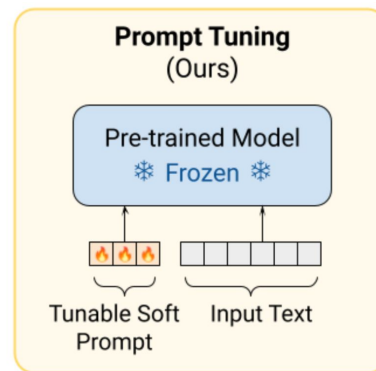 Prompt Tuning
(Ours)
Pre-trained Model
Frozen
Tunable Soft
Prompt
Input Text